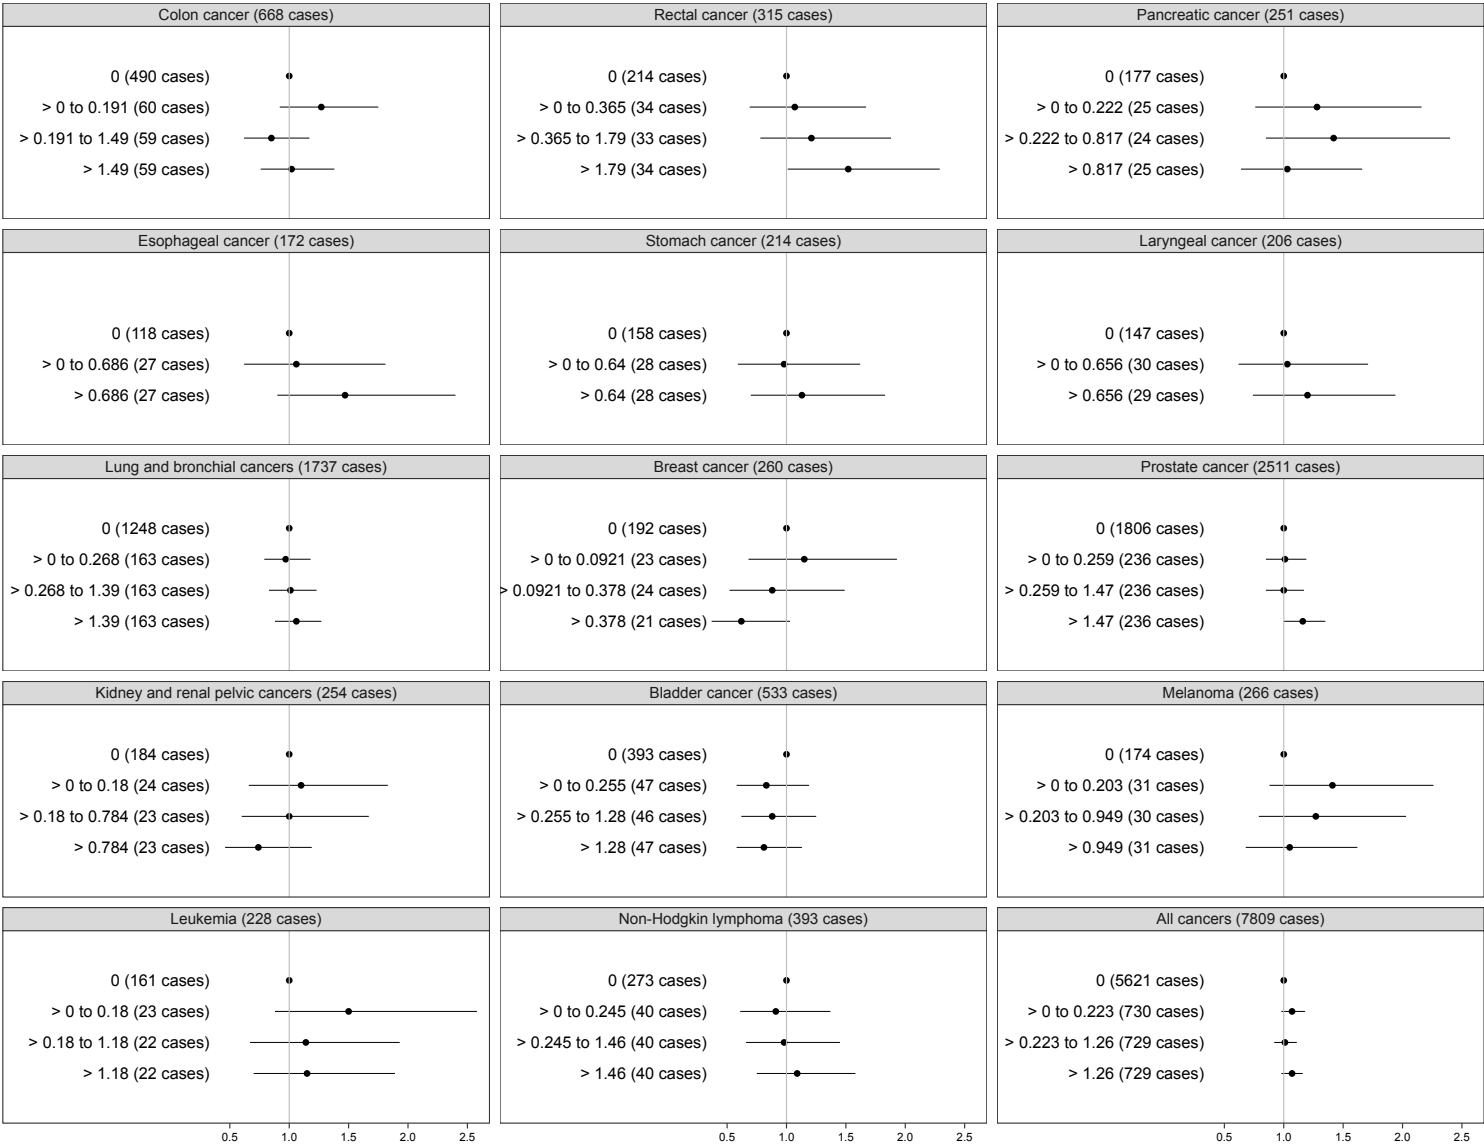 Colon cancer (668 cases)
0 (490 cases)
> 0 to 0.191 (60 cases)
> 0.191 to 1.49 (59 cases)
> 1.49 (59 cases)
Rectal cancer (315 cases)
0 (214 cases)
> 0 to 0.365 (34 cases)
> 0.365 to 1.79 (33 cases)
> 1.79 (34 cases)
Pancreatic cancer (251 cases)
0 (177 cases)
> 0 to 0.222 (25 cases)
> 0.222 to 0.817 (24 cases)
> 0.817 (25 cases)
Esophageal cancer (172 cases)
0 (118 cases)
> 0 to 0.686 (27 cases)
> 0.686 (27 cases)
Stomach cancer (214 cases)
0 (158 cases)
> 0 to 0.64 (28 cases)
> 0.64 (28 cases)
Laryngeal cancer (206 cases)
0 (147 cases)
> 0 to 0.656 (30 cases)
> 0.656 (29 cases)
Lung and bronchial cancers (1737 cases)
0 (1248 cases)
> 0 to 0.268 (163 cases)
> 0.268 to 1.39 (163 cases)
> 1.39 (163 cases)
Breast cancer (260 cases)
0 (192 cases)
> 0 to 0.0921 (23 cases)
> 0.0921 to 0.378 (24 cases)
> 0.378 (21 cases)
Prostate cancer (2511 cases)
0 (1806 cases)
> 0 to 0.259 (236 cases)
> 0.259 to 1.47 (236 cases)
> 1.47 (236 cases)
Kidney and renal pelvic cancers (254 cases)
0 (184 cases)
> 0 to 0.18 (24 cases)
> 0.18 to 0.784 (23 cases)
> 0.784 (23 cases)
Bladder cancer (533 cases)
0 (393 cases)
> 0 to 0.255 (47 cases)
> 0.255 to 1.28 (46 cases)
> 1.28 (47 cases)
Melanoma (266 cases)
0 (174 cases)
> 0 to 0.203 (31 cases)
> 0.203 to 0.949 (30 cases)
> 0.949 (31 cases)
Leukemia (228 cases)
0 (161 cases)
> 0 to 0.18 (23 cases)
> 0.18 to 1.18 (22 cases)
> 1.18 (22 cases)
0.5 1.0 1.5 2.0 2.5
Non-Hodgkin lymphoma (393 cases)
0 (273 cases)
> 0 to 0.245 (40 cases)
> 0.245 to 1.46 (40 cases)
> 1.46 (40 cases)
0.5 1.0 1.5 2.0 2.5
All cancers (7809 cases)
0 (5621 cases)
> 0 to 0.223 (730 cases)
> 0.223 to 1.26 (729 cases)
> 1.26 (729 cases)
0.5 1.0 1.5 2.0 2.5